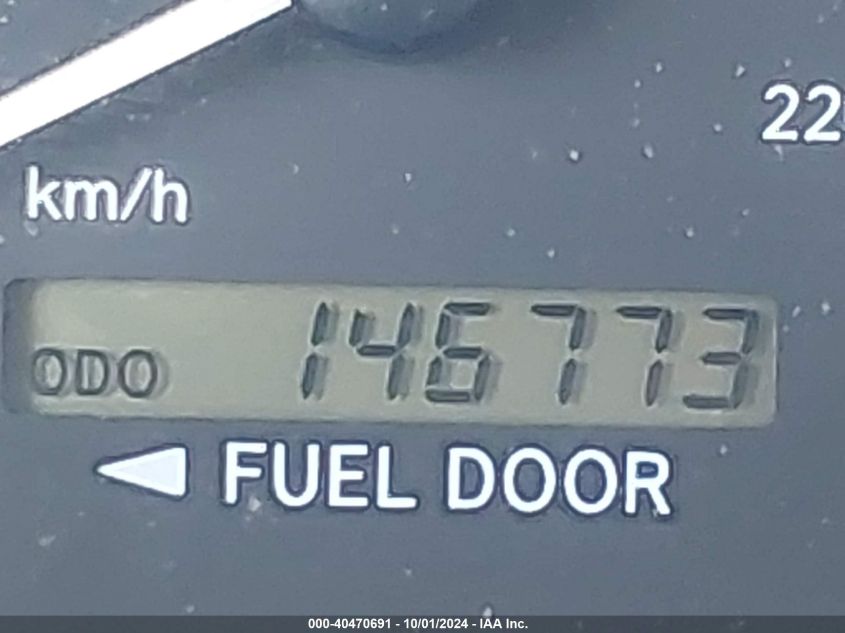 22
km/h
ODO 146773
FUEL DOOR
000-40470691 - 10/01/2024 - IAA Inc.